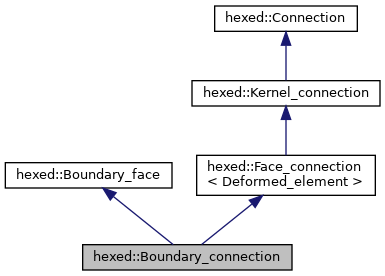 hexed::Connection
hexed::Kernel_connection
hexed::Face_connection
< Deformed_element >
hexed::Boundary_face
hexed::Boundary_connection